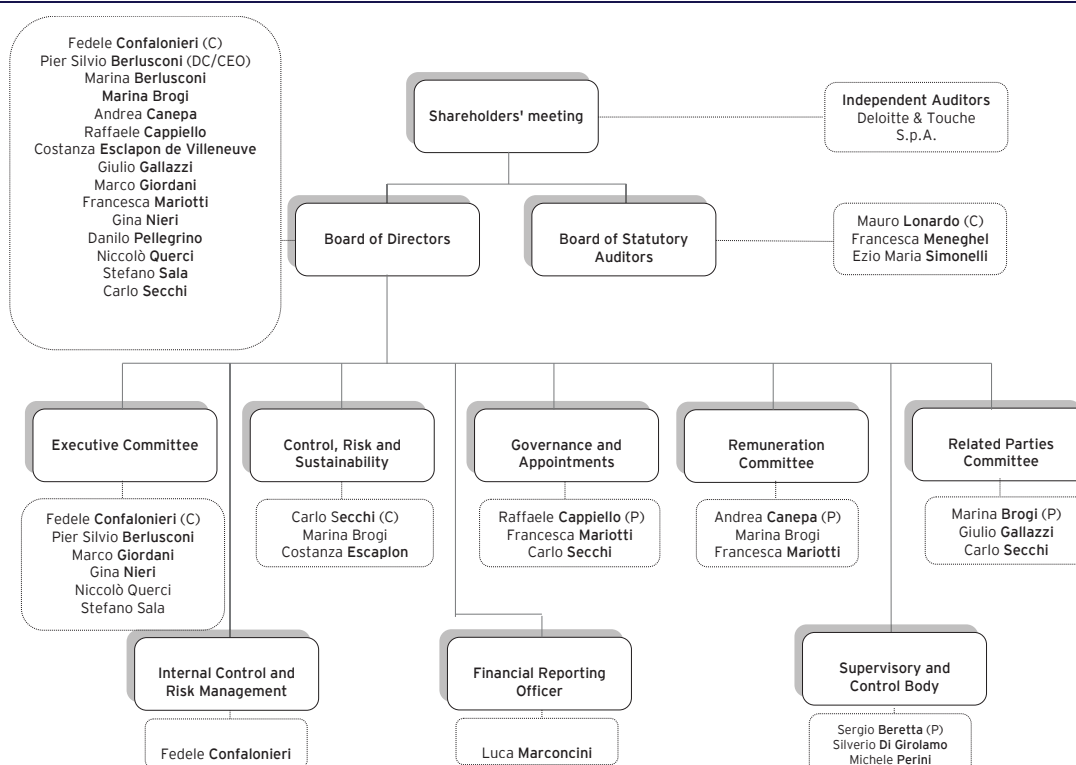 Fedele Confalonieri (C)
Pier Silvio Berlusconi (DC/CEO)
Marina Berlusconi
Marina Brogi
Andrea Canepa
Raffaele Cappiello
Costanza Esclapon de Villeneuve
Giulio Gallazzi
Marco Giordani
Francesca Mariotti
Gina Nieri
Danilo Pellegrino
Niccolò Querci
Stefano Sala
Carlo Secchi
Shareholders' meeting
Independent Auditors
Deloitte & Touche
S.p.A.
Board of Directors
Board of Statutory
Auditors
Mauro Lonardo (C)
Francesca Meneghel
Ezio Maria Simonelli
Executive Committee
Control, Risk and
Sustainability
Governance and
Appointments
Remuneration
Committee
Related Parties
Committee
Fedele Confalonieri (C)
Pier Silvio Berlusconi
Marco Giordani
Gina Nieri
Niccolò Querci
Stefano Sala
Carlo Secchi (C)
Marina Brogi
Costanza Escaplon
Raffaele Cappiello (P)
Francesca Mariotti
Carlo Secchi
Andrea Canepa (P)
Marina Brogi
Francesca Mariotti
Marina Brogi (P)
Giulio Gallazzi
Carlo Secchi
Internal Control and
Risk Management
Financial Reporting
Officer
Supervisory and
Control Body
Fedele Confalonieri
Luca Marconcini
Sergio Beretta (P)
Silverio Di Girolamo
Michele Perini